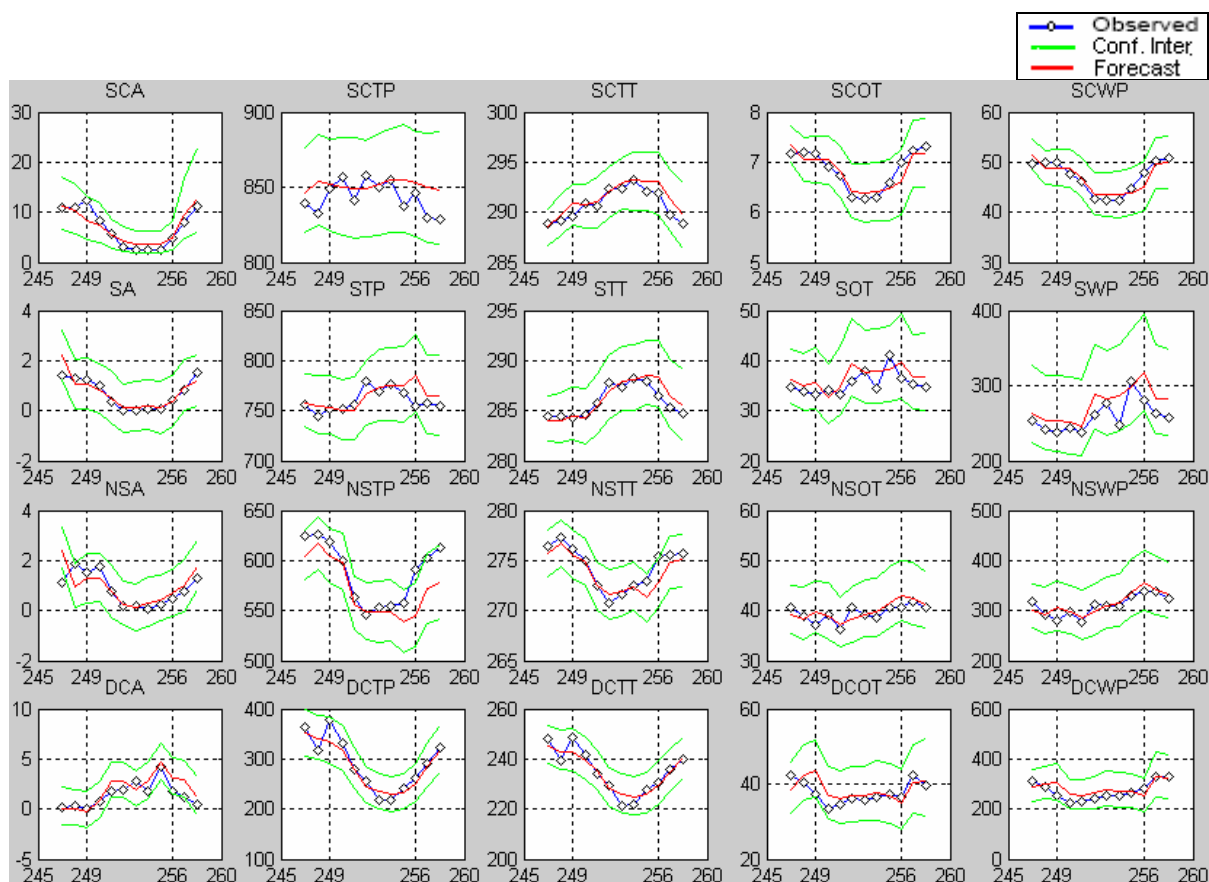 Observed
Conf. Inter.
Forecast
SCA SCTP SCTT SCOT SCWP
30 900 300 8 60
20 295 7 50
10 850 290 6 40
0 800 285 5 30
245 249 256 260 245 249 256 260 245 249 256 260 245 249 256 260 245 249 256 260
SA STP STT SOT SWP
4 850 295 50 400
2 800 290 40 300
0 750 285 30
-2 700 280 20 200
245 249 256 260 245 249 256 260 245 249 256 260 245 249 256 260 245 249 256 260
NSA NSTP NSTT NSOT NSWP
4 650 280 60 500
2 600 275 50 400
0 550 270 40 300
-2 500 265 30 200
245 249 256 260 245 249 256 260 245 249 256 260 245 249 256 260 245 249 256 260
DCA DCTP DCTT DCOT DCWP
10 400 260 60 600
5 300 240 40 400
0 200 220 200
-5 100 200 20 0
245 249 256 260 245 249 256 260 245 249 256 260 245 249 256 260 245 249 256 260